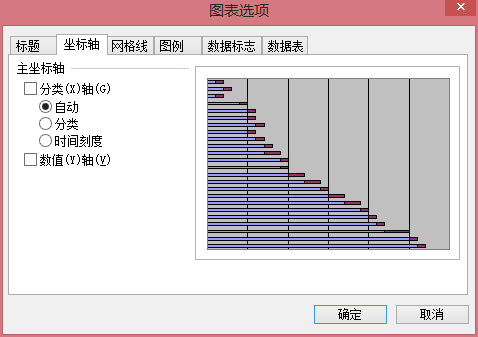 图表选项
标题 坐标轴 网格线 图例 数据标志 数据表
主坐标轴
分类(X)轴(G)
自动
分类
时间刻度
数值(Y)轴(V)
确定 取消